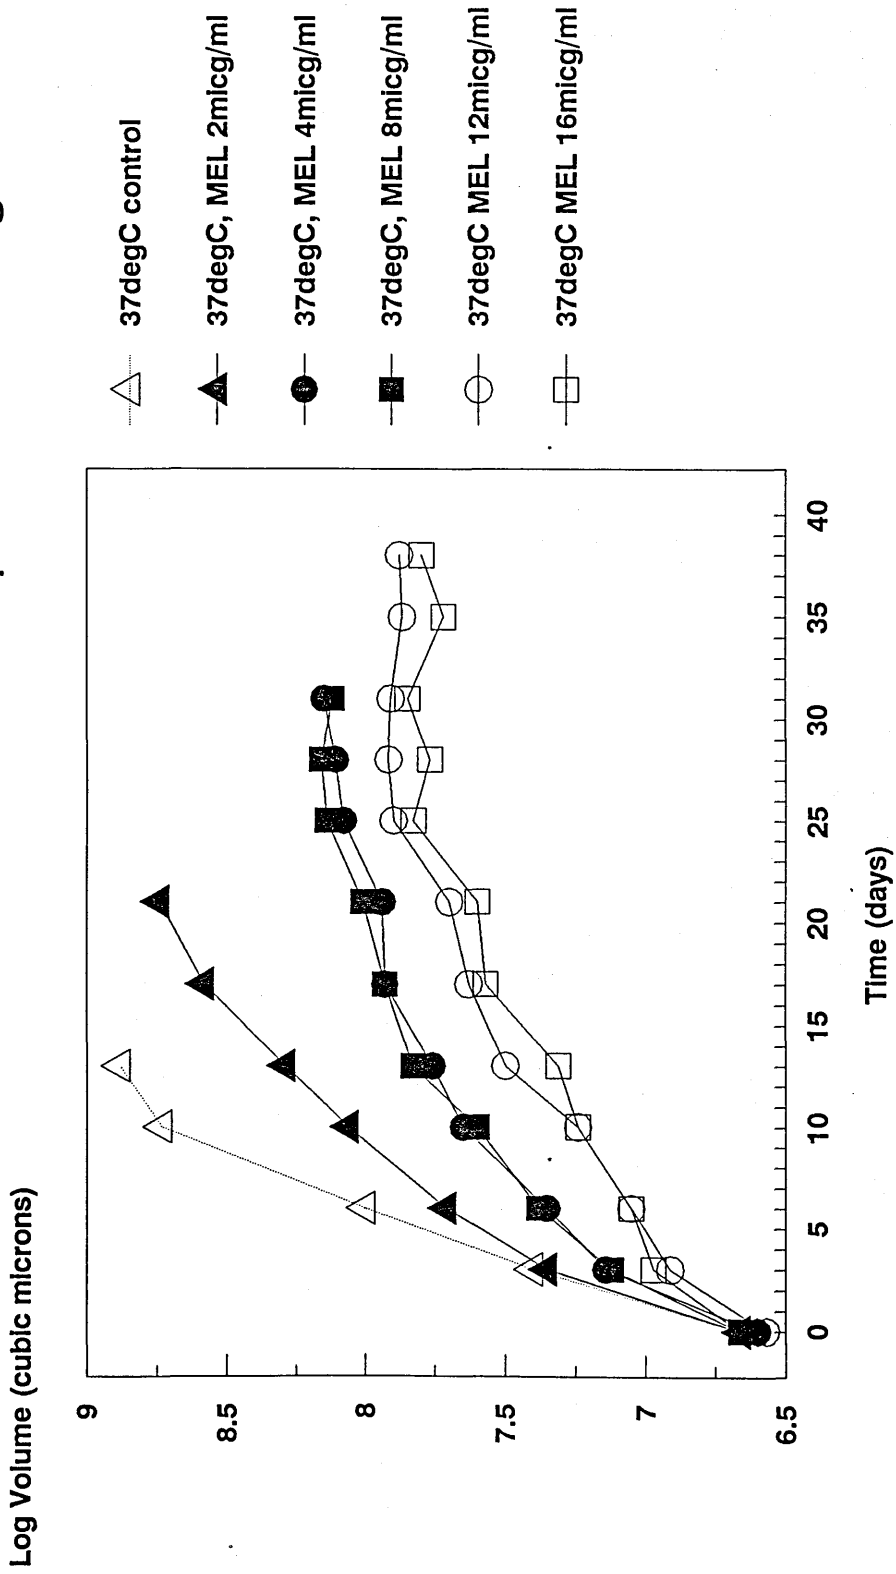 Log Volume (cubic microns)
9
8.5
8
7.5
7
6.5
0
5
10
15
20
25
30
35
40
Time (days)
37degC control
37degC, MEL 2micg/ml
37degC, MEL 4micg/ml
37degC, MEL 8micg/ml
37degC MEL 12micg/ml
37degC MEL 16micg/ml